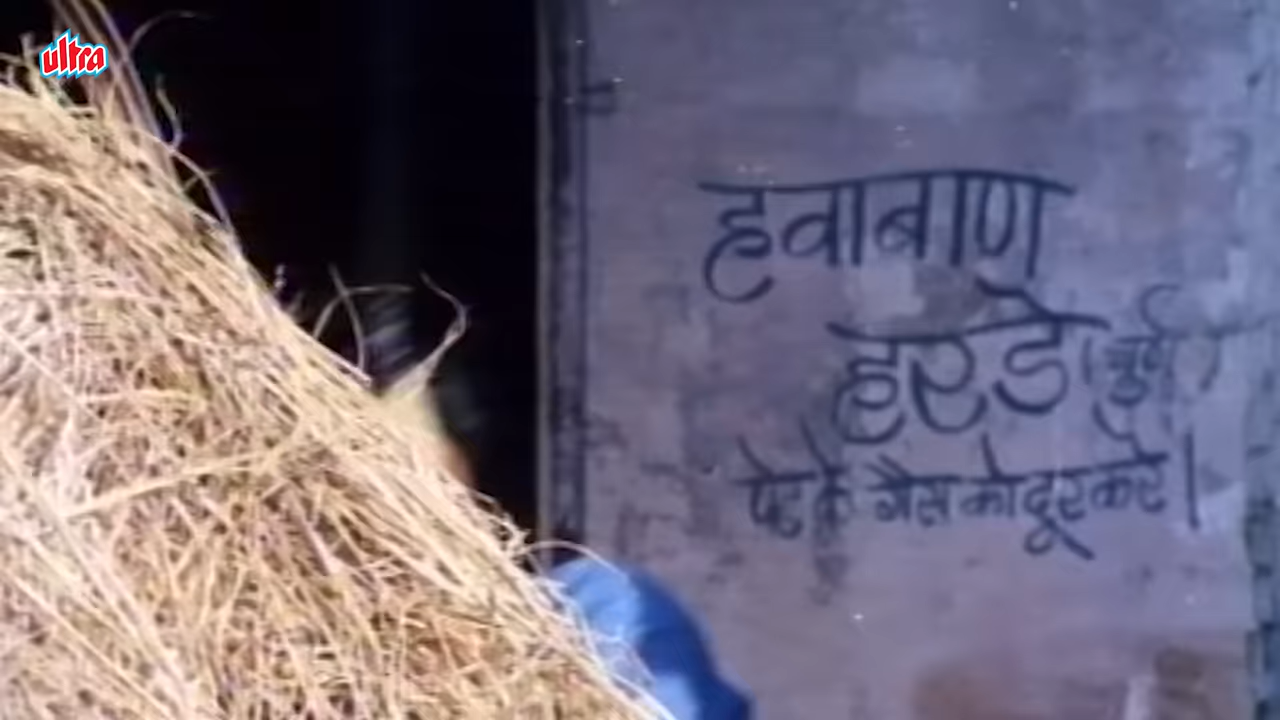 ultra
हवाबाण
हरडे (चुर्ण)
पेट के गैस को दूर करे।